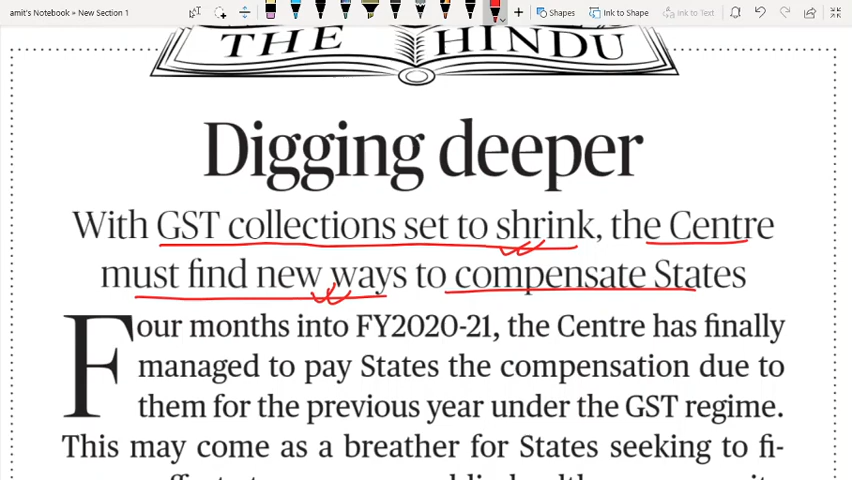 amit's Notebook » New Section 1
Shapes
Ink to Shape
Ink to Text
THE HINDU
Digging deeper
With GST collections set to shrink, the Centre
must find new ways to compensate States
Four months into FY2020-21, the Centre has finally
managed to pay States the compensation due to
them for the previous year under the GST regime.
This may come as a breather for States seeking to fi-